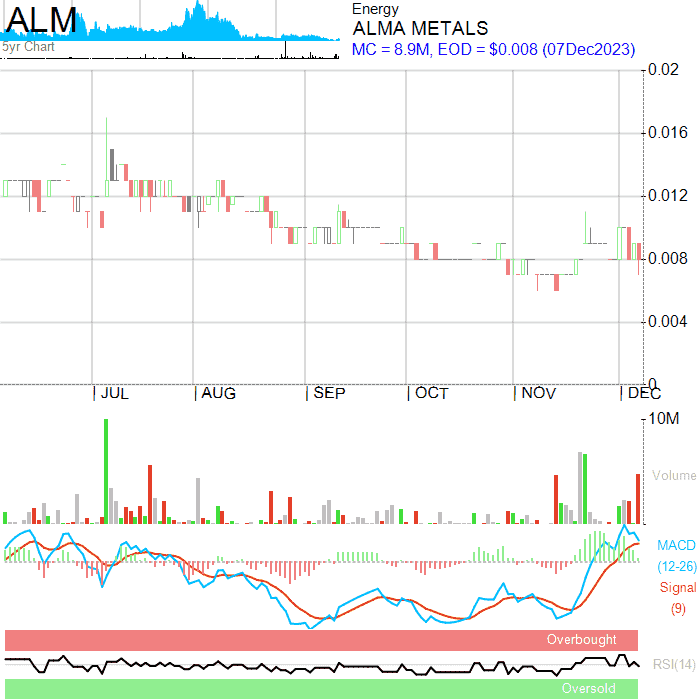 ALM
5yr Chart
Energy
ALMA METALS
MC = 8.9M, EOD = $0.008 (07Dec2023)
0.02
0.016
0.012
0.008
0.004
0
JUL AUG SEP OCT NOV DEC
10M
Volume
MACD
(12-26)
Signal
(9)
Overbought
RSI(14)
Oversold